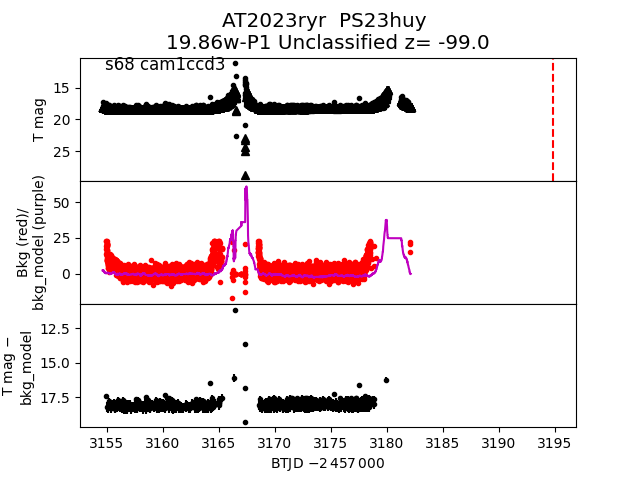 AT2023ryr  PS23huy
19.86w-P1 Unclassified z= -99.0
s68 cam1ccd3
T mag
15
20
25
Bkg (red)/
bkg_model (purple)
50
25
0
T mag −
bkg_model
12.5
15.0
17.5
3155 3160 3165 3170 3175 3180 3185 3190 3195
BTJD −2 457 000